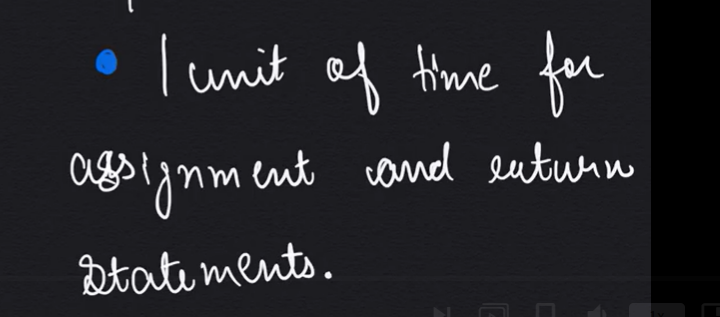 • 1 unit of time for
assignment and return
statements.